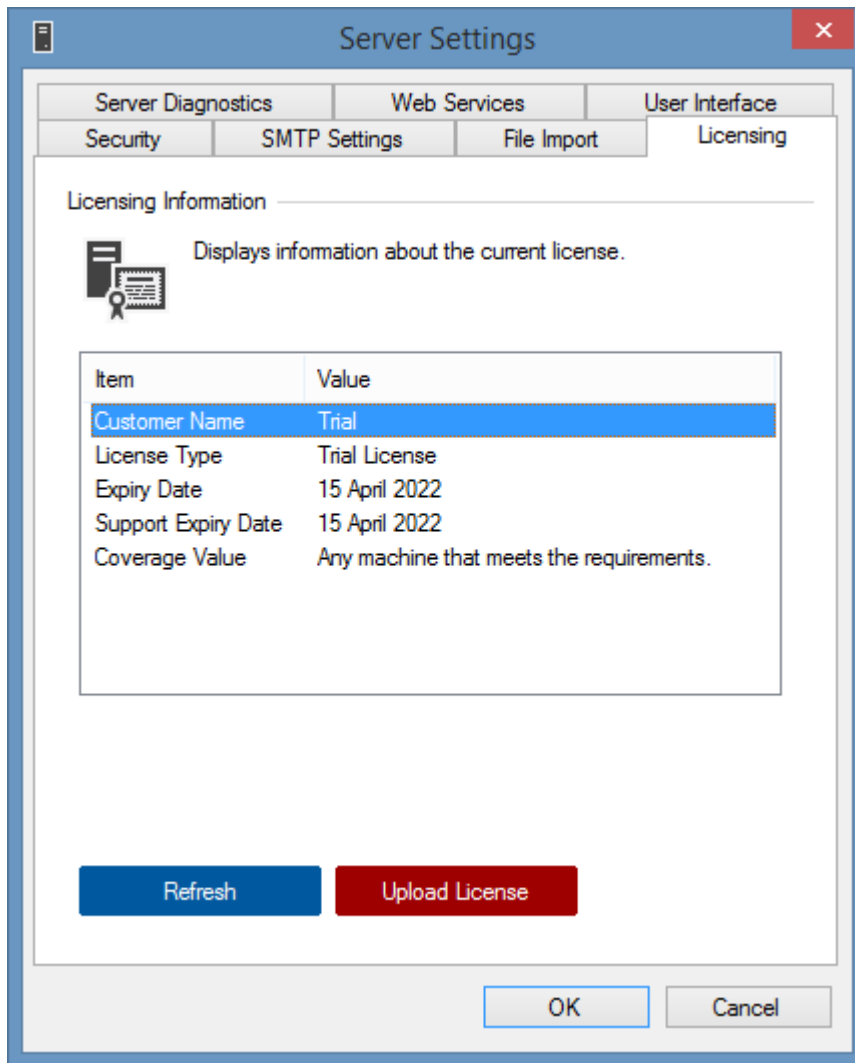 Server Settings
Server Diagnostics Web Services User Interface
Security SMTP Settings File Import Licensing
Licensing Information
Displays information about the current license.
Item Value
Customer Name Trial
License Type Trial License
Expiry Date 15 April 2022
Support Expiry Date 15 April 2022
Coverage Value Any machine that meets the requirements.
Refresh Upload License
OK Cancel